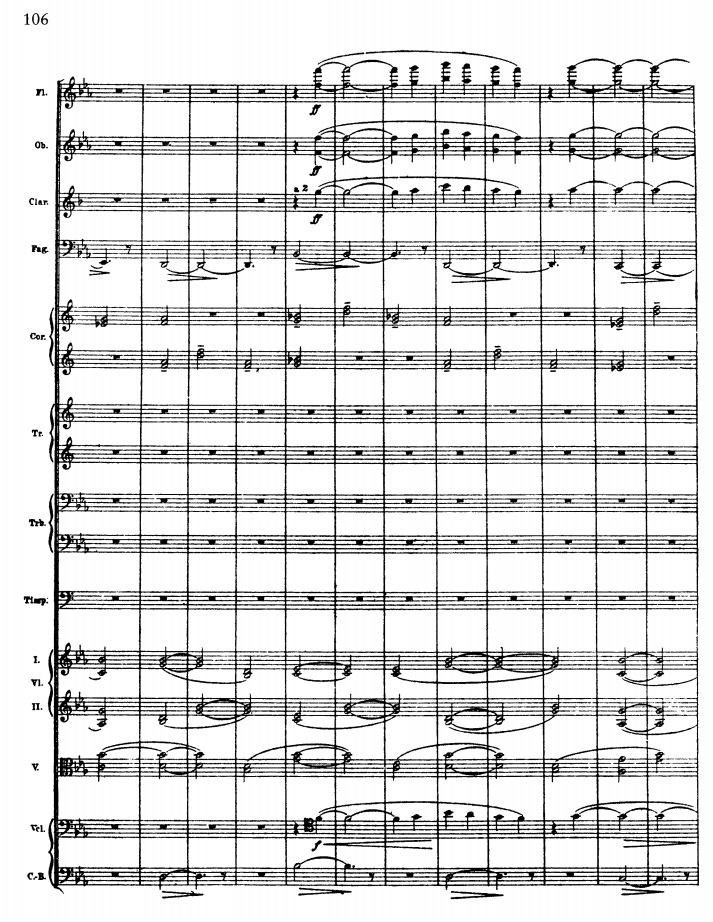 106
Fl.
ff
Ob.
ff
a 2
Clar.
ff
Fag.
Cor.
Tr.
Trb.
Timp.
I.
Vl.
II.
V.
Vcl.
f
C.-B.